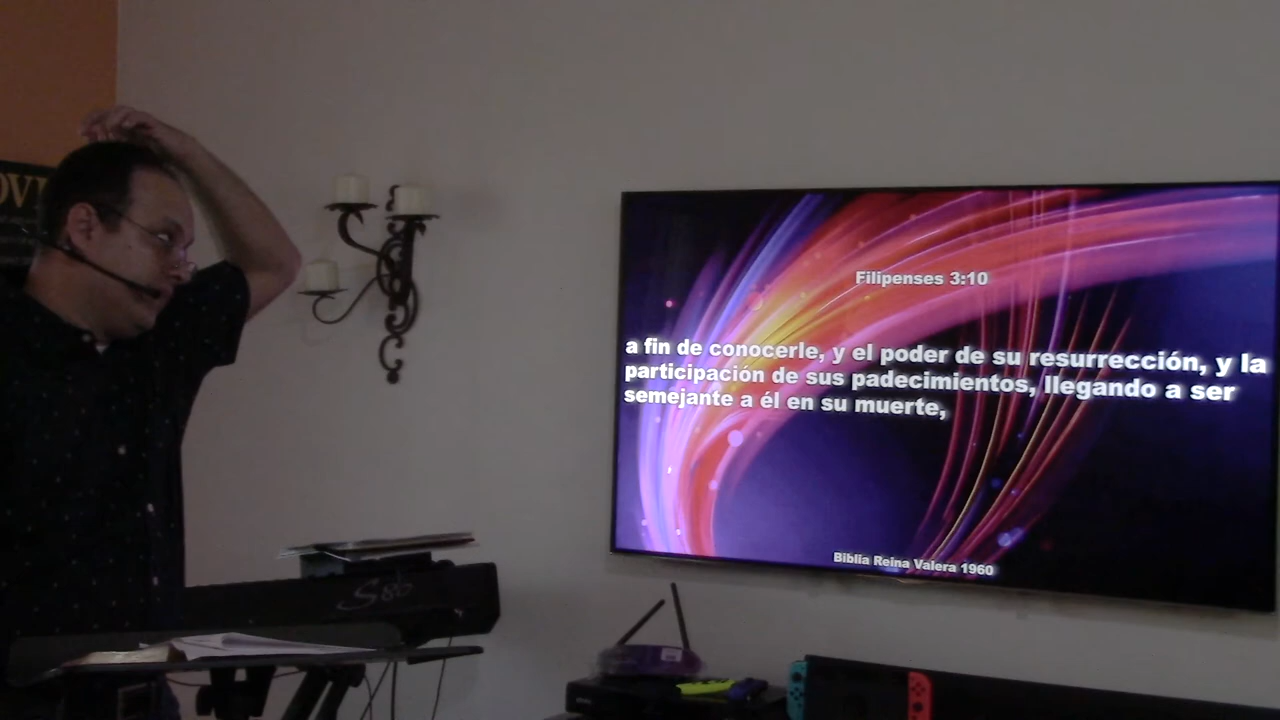 OVI
Filipenses 3:10
a fin de conocerle, y el poder de su resurrección, y la
participación de sus padecimientos, llegando a ser
semejante a él en su muerte,
Biblia Reina Valera 1960